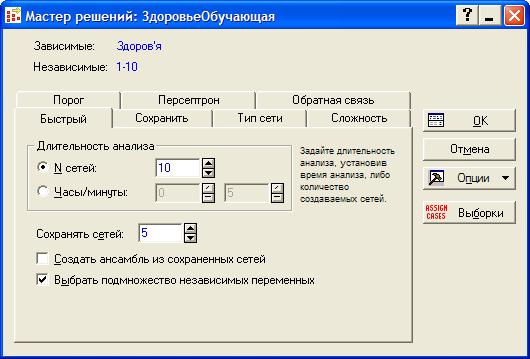 Мастер решений: ЗдоровьеОбучающая
Зависимые: Здоров'я
Независимые: 1-10
Порог Персептрон Обратная связь
Быстрый Сохранить Тип сети Сложность
Длительность анализа
N сетей: 10
Часы/минуты: 0 5
Задайте длительность
анализа, установив
время анализа, либо
количество
создаваемых сетей.
Сохранять сетей: 5
Создать ансамбль из сохраненных сетей
Выбрать подмножество независимых переменных
OK
Отмена
Опции
ASSIGN
CASES
Выборки